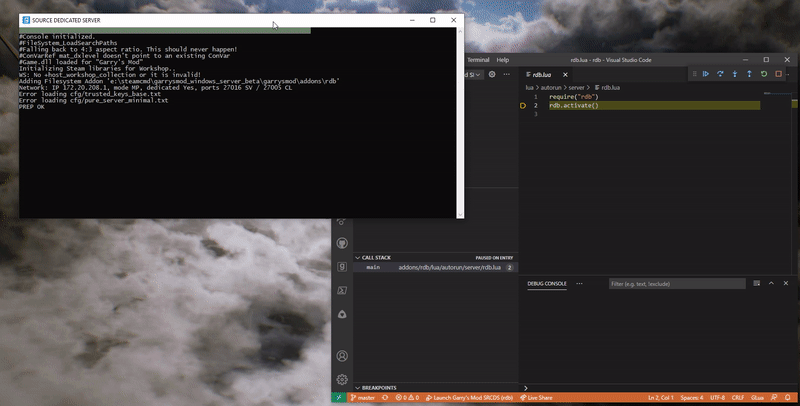 SOURCE DEDICATED SERVER
#Console initialized.
#FileSystem_LoadSearchPaths
#Falling back to 4:3 aspect ratio. This should never happen!
#ConVarRef mat_dxlevel doesn't point to an existing ConVar
#Game.dll loaded for "Garry's Mod"
Initializing Steam libraries for Workshop..
WS: No +host_workshop_collection or it is invalid!
Adding Filesystem Addon 'e:\steamcmd\garrysmod_windows_server_beta\garrysmod\addons\rdb'
Network: IP 172.20.208.1, mode MP, dedicated Yes, ports 27016 SV / 27005 CL
Error loading cfg/trusted_keys_base.txt
Error loading cfg/pure_server_minimal.txt
PREP OK
Terminal Help rdb.lua - rdb - Visual Studio Code
rdb.lua
lua > autorun > server > rdb.lua
1 require("rdb")
2 rdb.activate()
3
CALL STACK PAUSED ON ENTRY
main addons/rdb/lua/autorun/server/rdb.lua 2
BREAKPOINTS
DEBUG CONSOLE
Filter (e.g. text, !exclude)
master 0 0 Launch Garry's Mod SRCDS (rdb) Live Share Ln 2, Col 1 Spaces: 4 UTF-8 CRLF GLua